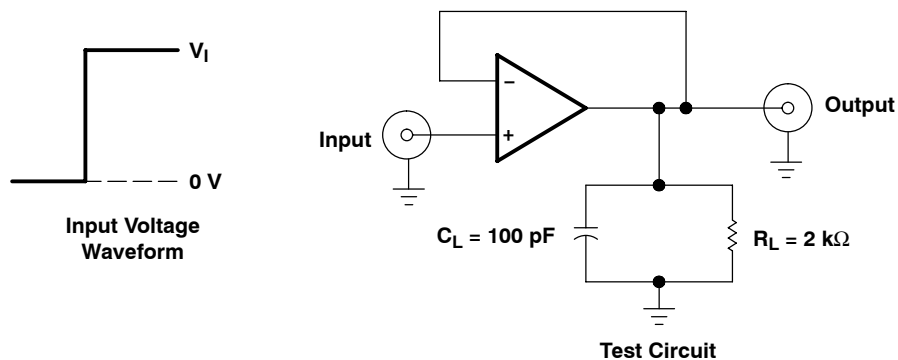 V_I
0 V
Input Voltage
Waveform
Input
−
+
Output
C_L = 100 pF
R_L = 2 kΩ
Test Circuit